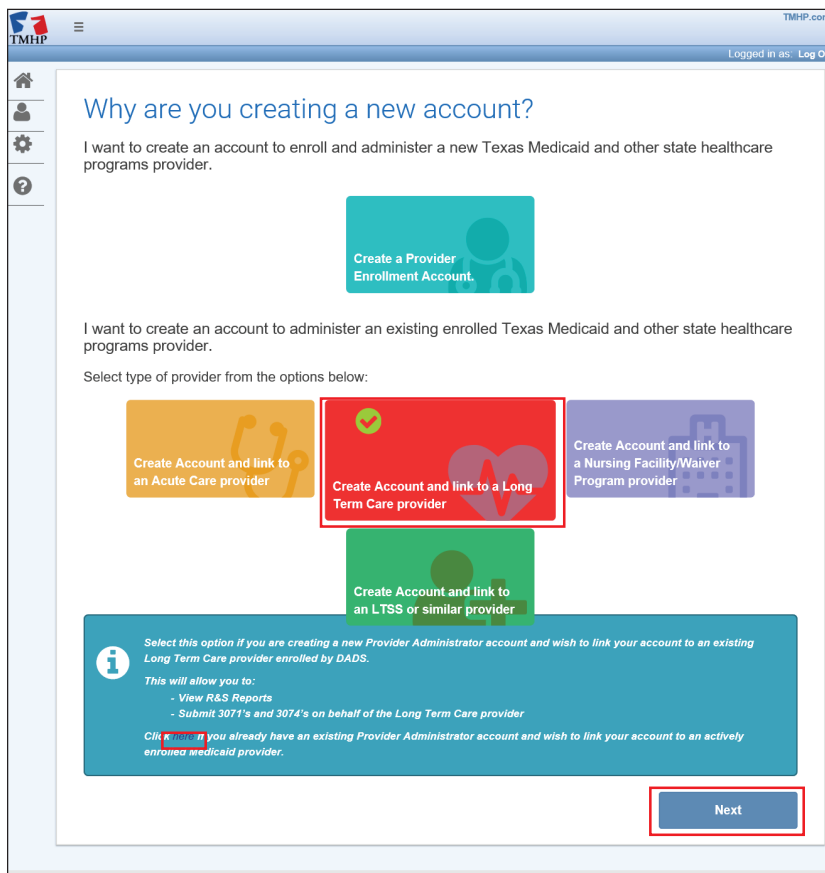 TMHP
TMHP.com
Logged in as: Log O
Why are you creating a new account?
I want to create an account to enroll and administer a new Texas Medicaid and other state healthcare
programs provider.
Create a Provider
Enrollment Account.
I want to create an account to administer an existing enrolled Texas Medicaid and other state healthcare
programs provider.
Select type of provider from the options below:
Create Account and link to
an Acute Care provider
Create Account and link to a Long
Term Care provider
Create Account and link to
a Nursing Facility/Waiver
Program provider
Create Account and link to
an LTSS or similar provider
Select this option if you are creating a new Provider Administrator account and wish to link your account to an existing
Long Term Care provider enrolled by DADS.
This will allow you to:
- View R&S Reports
- Submit 3071's and 3074's on behalf of the Long Term Care provider
Click here if you already have an existing Provider Administrator account and wish to link your account to an actively
enrolled Medicaid provider.
Next